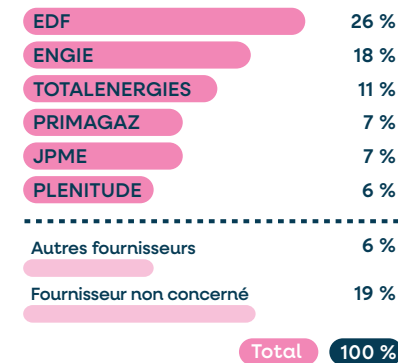 EDF 26 %
ENGIE 18 %
TOTALENERGIES 11 %
PRIMAGAZ 7 %
JPME 7 %
PLENITUDE 6 %
Autres fournisseurs 6 %
Fournisseur non concerné 19 %
Total 100 %